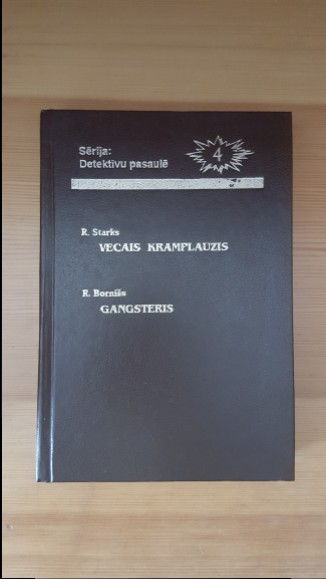 Sērija:
Detektīvu pasaulē
4
R. Starks
VECAIS KRAMPLAUZIS
R. Bornišs
GANGSTERIS